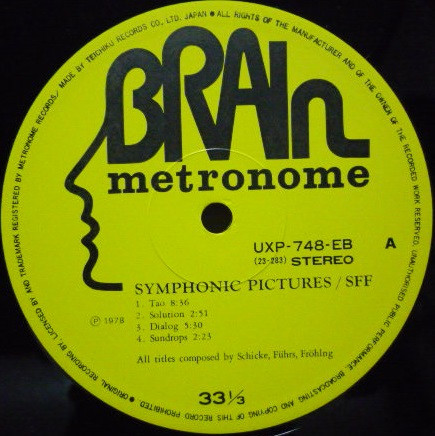 MADE BY TEICHIKU RECORDS CO., LTD. JAPAN • ALL RIGHTS OF THE MANUFACTURER AND OF THE OWNER OF THE WORK RECORDED RESERVED. UNAUTHORISED PUBLIC PERFORMANCE, BROADCASTING AND COPYING OF THIS RECORD PROHIBITED • ORIGINAL RECORDING BY, LICENSED BY AND TRADEMARK REGISTERED BY METRONOME RECORDS/
BRAIN
metronome
UXP-748-EB
A
(23-283) STEREO
SYMPHONIC PICTURES / SFF
1. Tao 8:36
2. Solution 2:51
3. Dialog 5:30
4. Sundrops 2:23
Ⓟ 1978
All titles composed by Schicke, Führs, Fröhlng
33 1/3